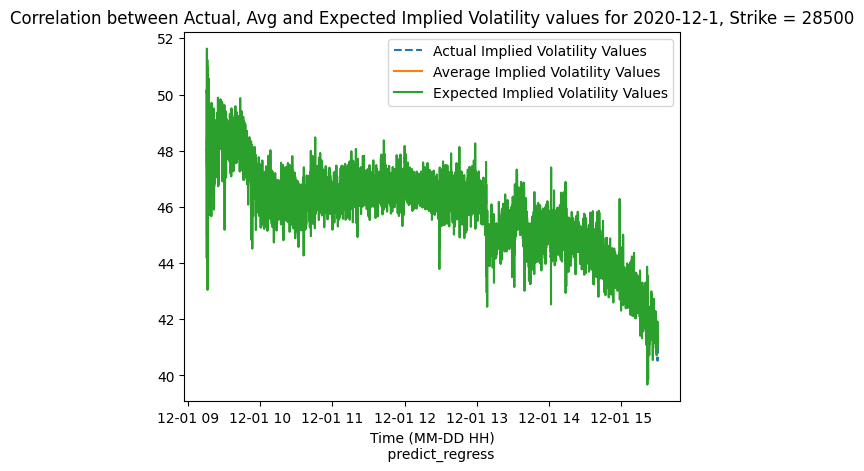 Correlation between Actual, Avg and Expected Implied Volatility values for 2020-12-1, Strike = 28500
52
50
48
46
44
42
40
Actual Implied Volatility Values
Average Implied Volatility Values
Expected Implied Volatility Values
12-01 09 12-01 10 12-01 11 12-01 12 12-01 13 12-01 14 12-01 15
Time (MM-DD HH)
predict_regress